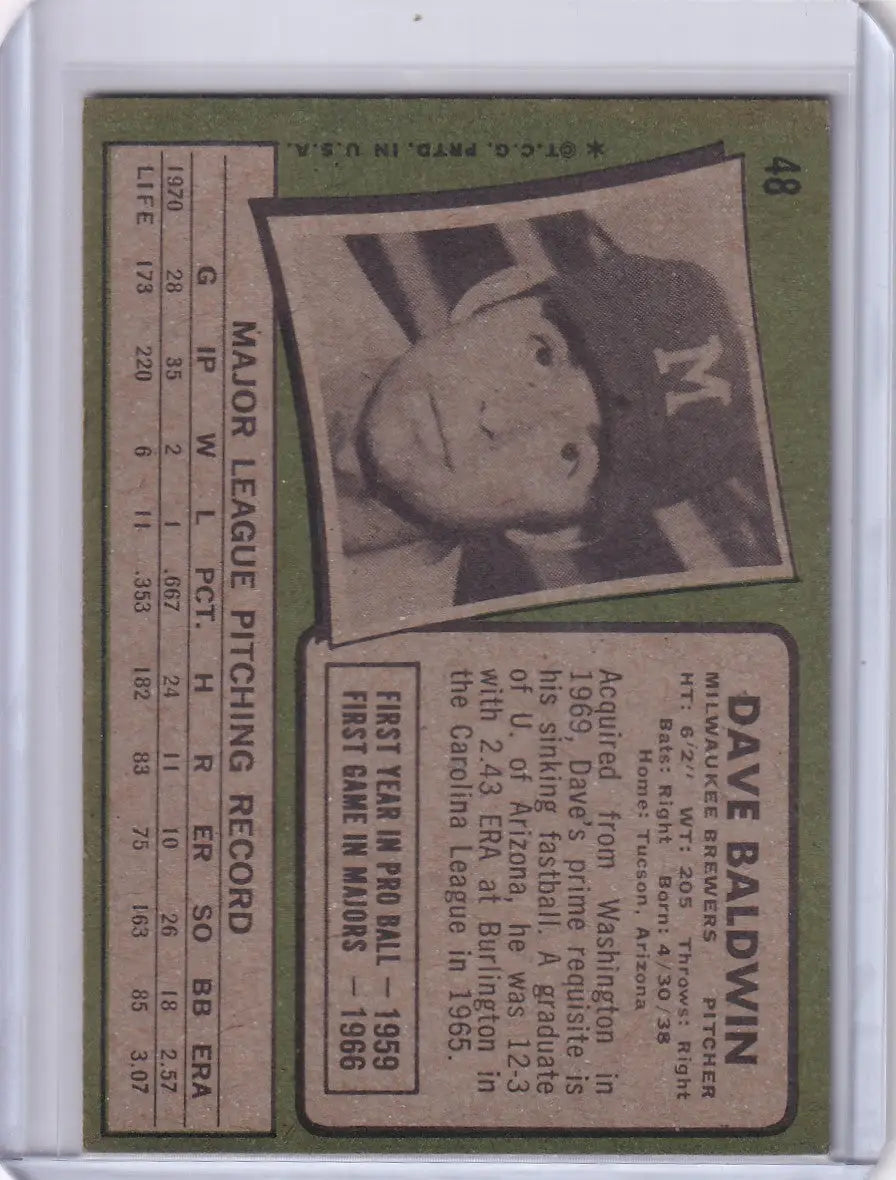 48
*©T.C.G. PRTD. IN U.S.A.
M
DAVE BALDWIN
MILWAUKEE BREWERS PITCHER
HT: 6'2" WT: 205 Throws: Right
Bats: Right Born: 4/30/38
Home: Tucson, Arizona
Acquired from Washington in
1969, Dave's prime requisite is
his sinking fastball. A graduate
of U. of Arizona, he was 12-3
with 2.43 ERA at Burlington in
the Carolina League in 1965.
FIRST YEAR IN PRO BALL — 1959
FIRST GAME IN MAJORS — 1966
MAJOR LEAGUE PITCHING RECORD
G IP W L PCT. H R ER SO BB ERA
1970 28 35 2 1 .667 24 11 10 26 18 2.57
LIFE 173 220 6 11 .353 182 83 75 163 85 3.07